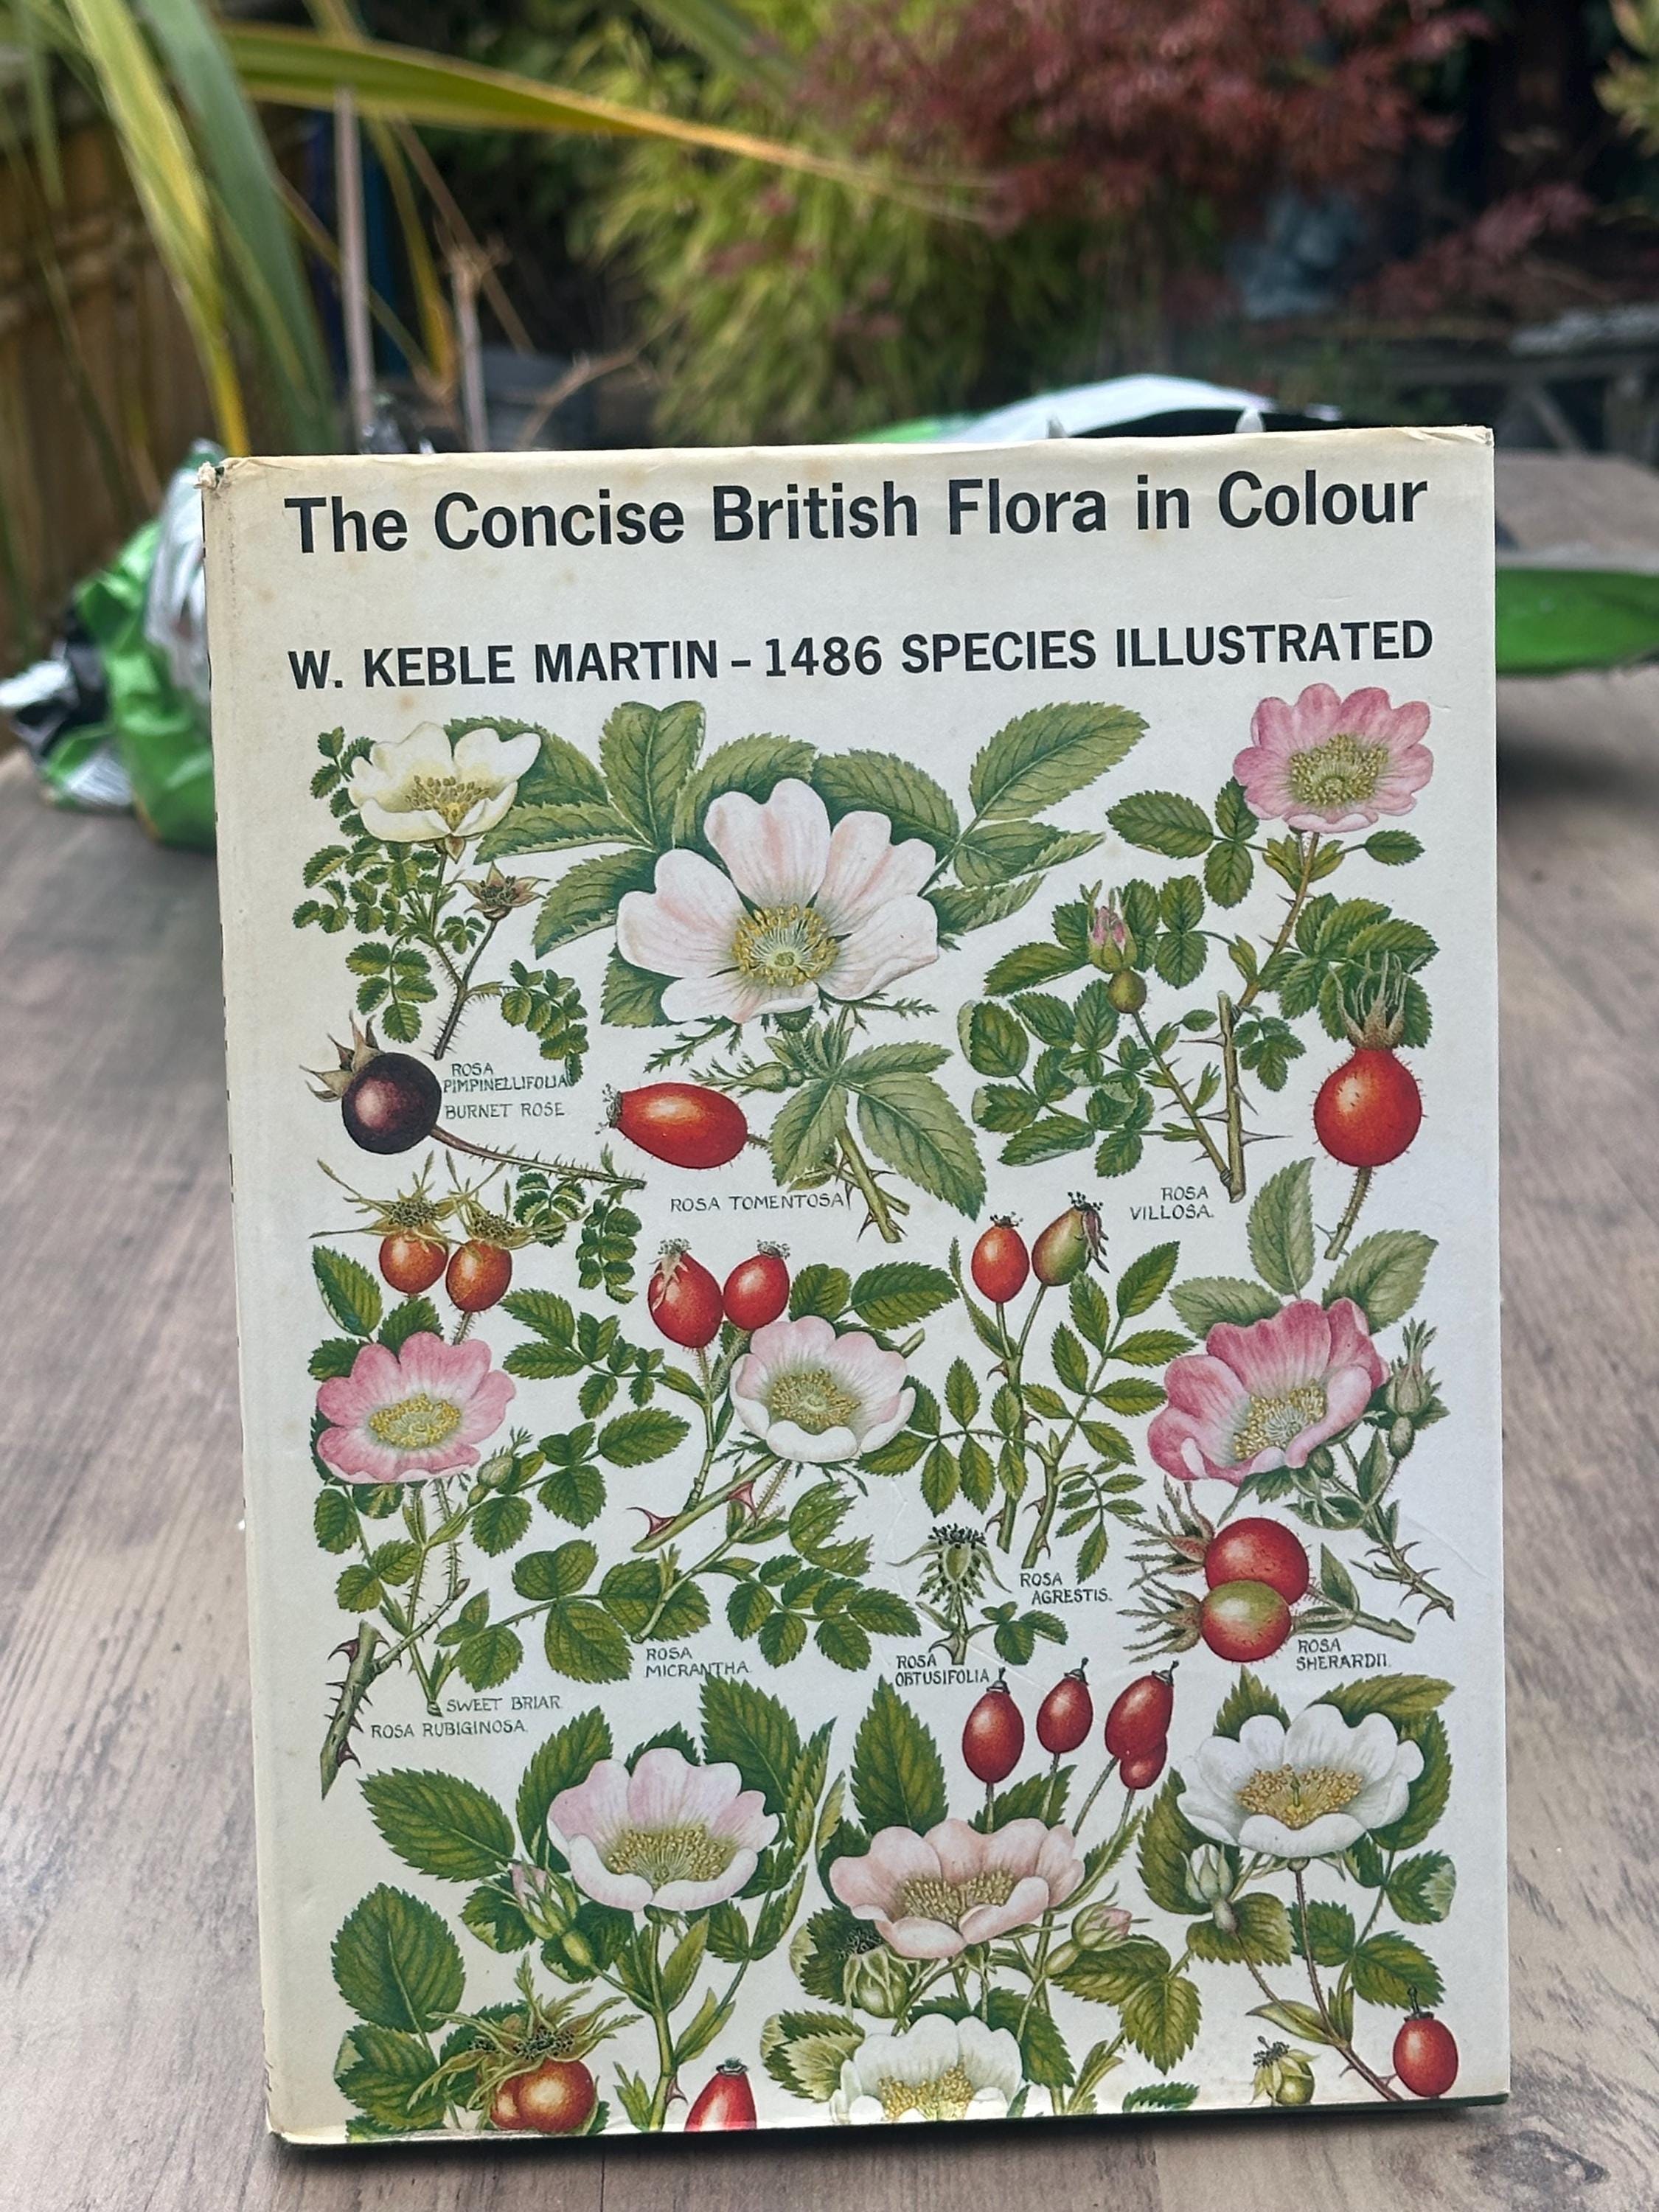 The Concise British Flora in Colour
W. KEBLE MARTIN – 1486 SPECIES ILLUSTRATED
ROSA
PIMPINELLIFOLIA
BURNET ROSE
ROSA TOMENTOSA
ROSA
VILLOSA.
ROSA
AGRESTIS.
ROSA
MICRANTHA.
ROSA
OBTUSIFOLIA
ROSA
SHERARDII.
SWEET BRIAR
ROSA RUBIGINOSA.